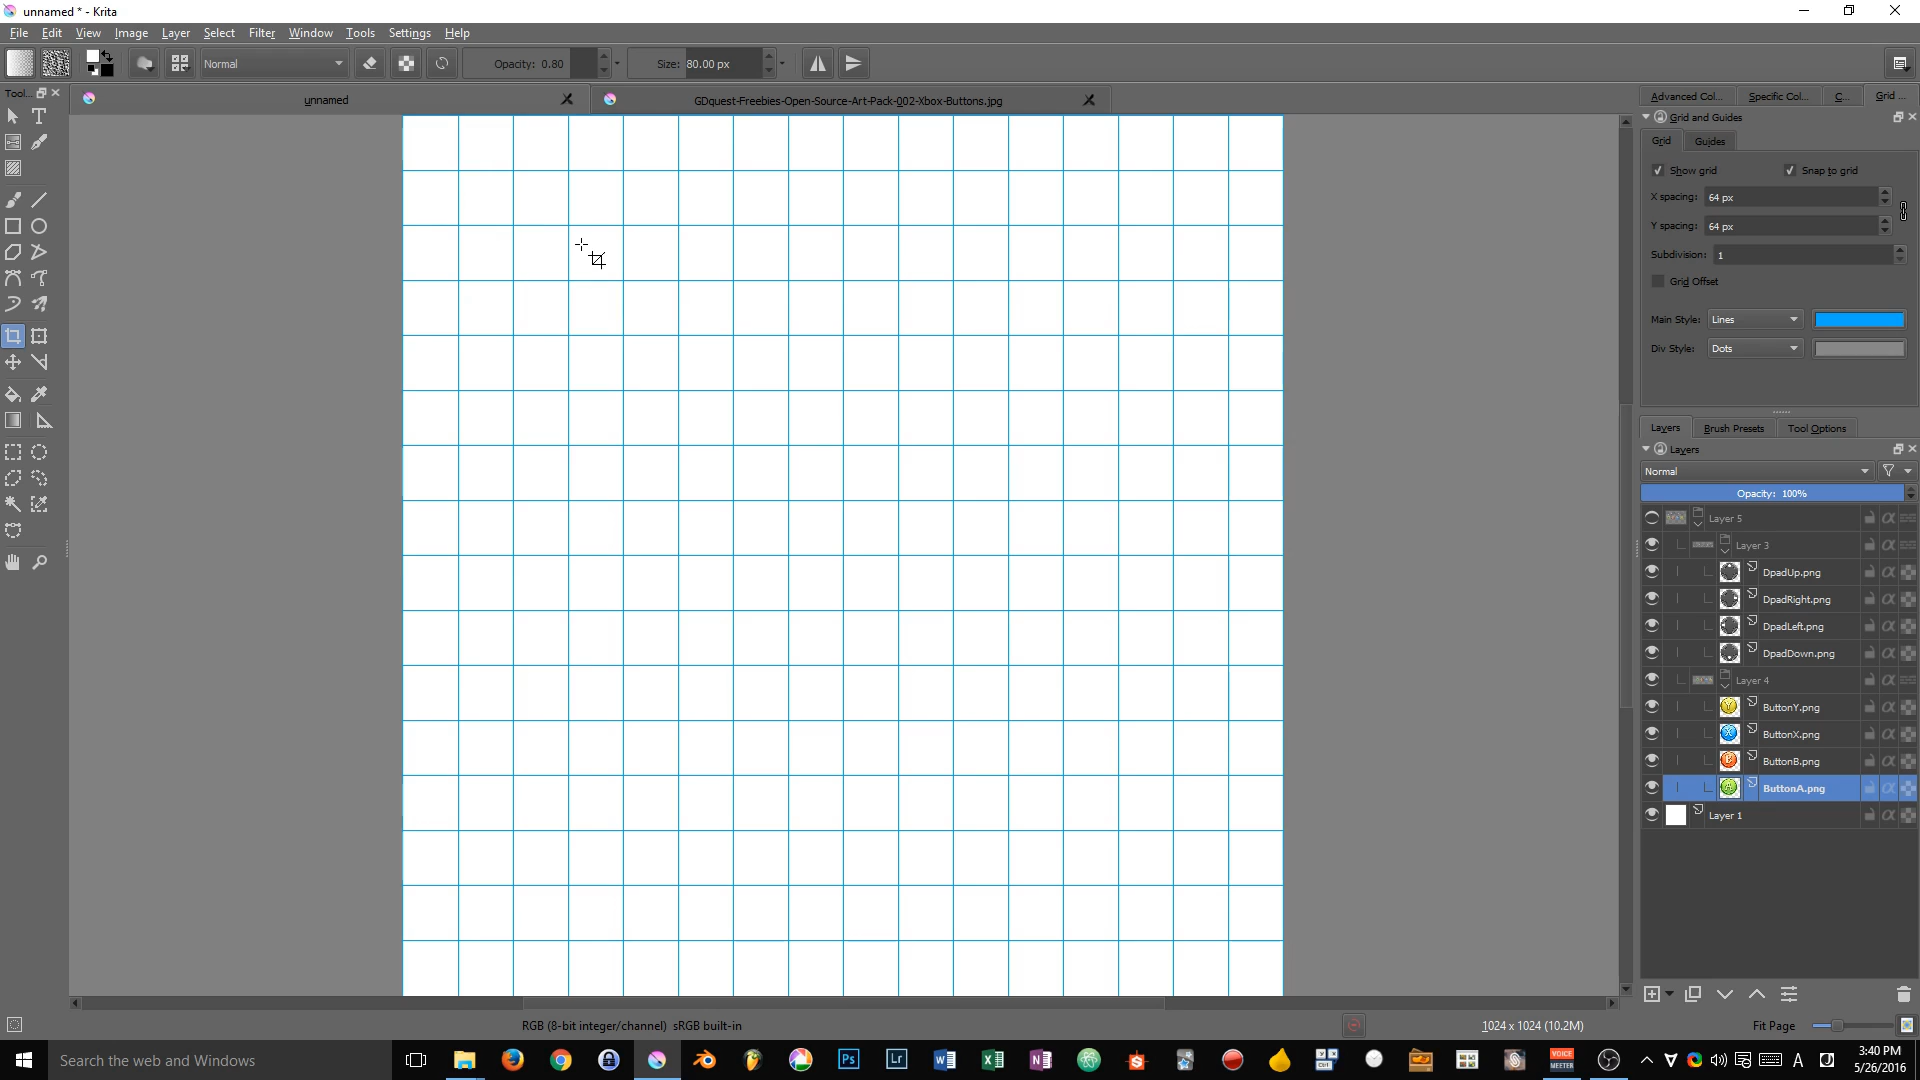 unnamed * - Krita
File Edit View Image Layer Select Filter Tools Window Settings Help
Normal
Opacity: 0.80
Size: 80.00 px
Tool...
unnamed
GDquest-Freebies-Open-Source-Art-Pack-002-Xbox-Buttons.jpg
Advanced Col... Specific Col... C... Grid ...
Grid and Guides
Grid Guides
Show grid Snap to grid
X spacing: 64 px
Y spacing: 64 px
Subdivision: 1
Grid Offset
Main Style: Lines
Div Style: Dots
Layers Brush Presets Tool Options
Layers
Normal
Opacity: 100%
Layer 5
Layer 3
DpadUp.png
DpadRight.png
DpadLeft.png
DpadDown.png
Layer 4
ButtonY.png
ButtonX.png
ButtonB.png
ButtonA.png
Layer 1
RGB (8-bit integer/channel) sRGB built-in
1024 x 1024 (10.2M)
Fit Page
Search the web and Windows
3:40 PM
5/26/2016